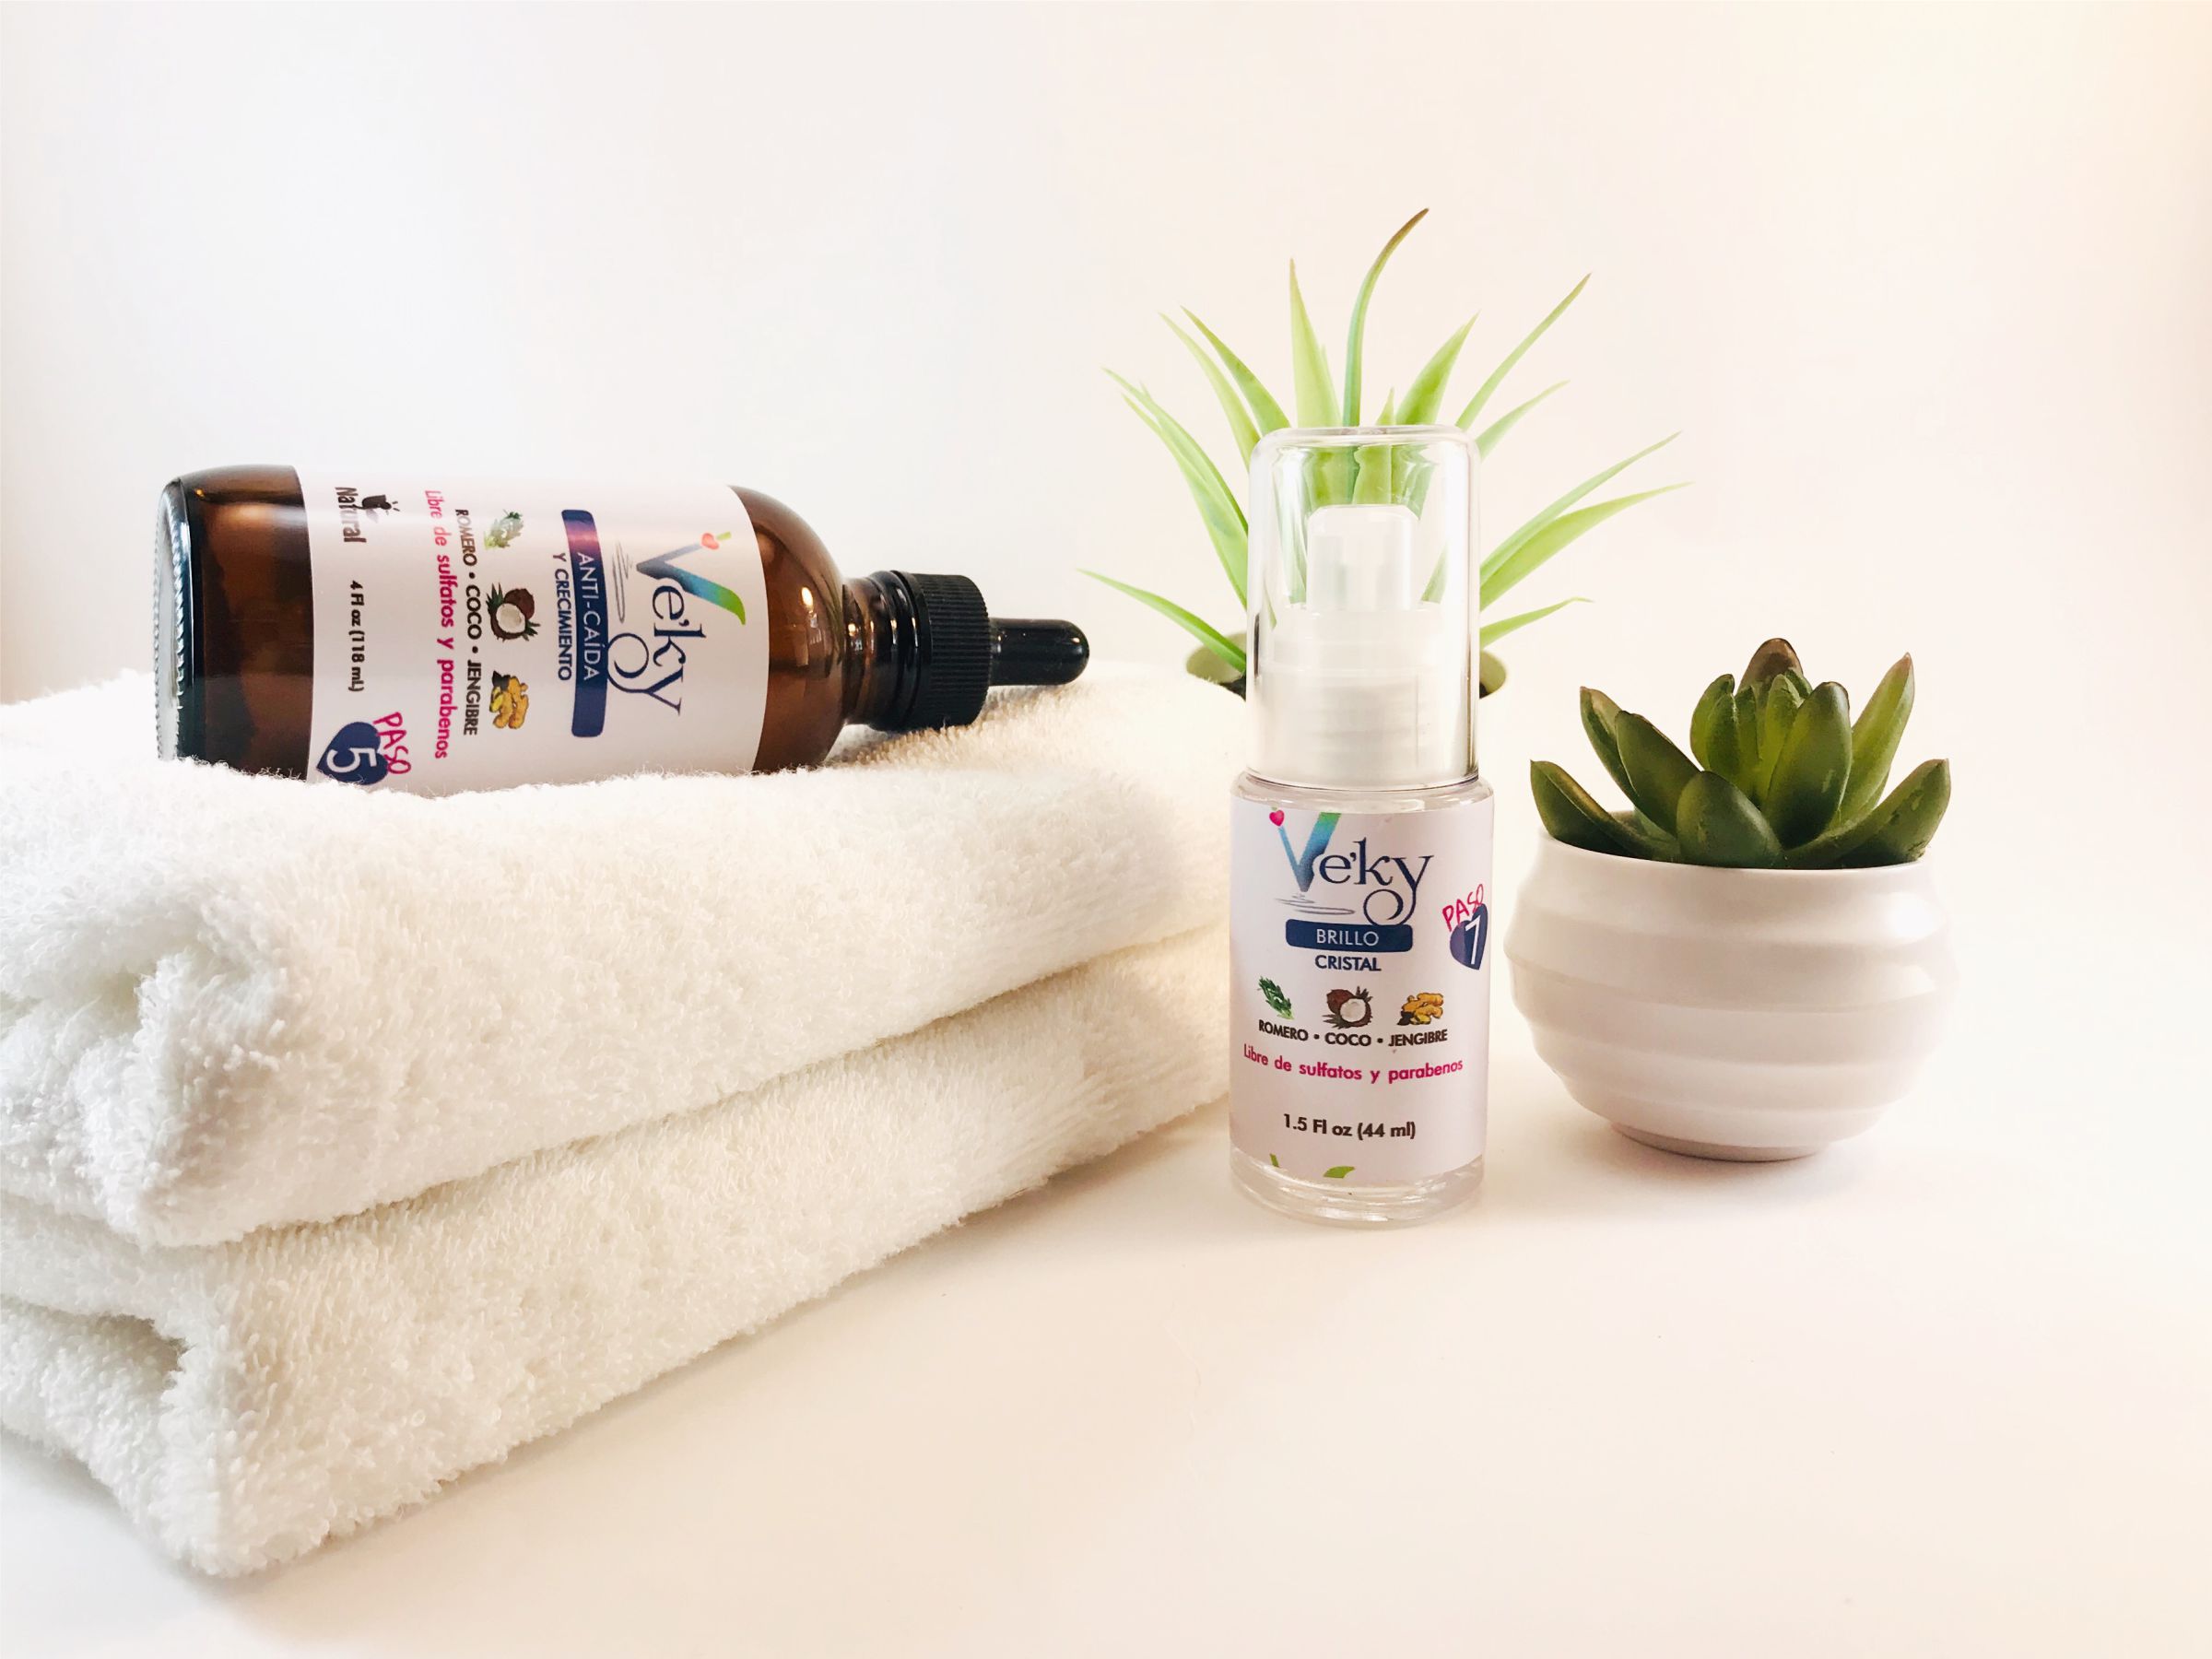 Ve'ky
ANTI-CAÍDA
Y CRECIMIENTO
ROMERO • COCO • JENGIBRE
Libre de sulfatos y parabenos
Natural
4 Fl oz (118 mL)
PASO
5
Ve'ky
BRILLO
CRISTAL
PASO
7
ROMERO • COCO • JENGIBRE
Libre de sulfatos y parabenos
1.5 Fl oz (44 ml)